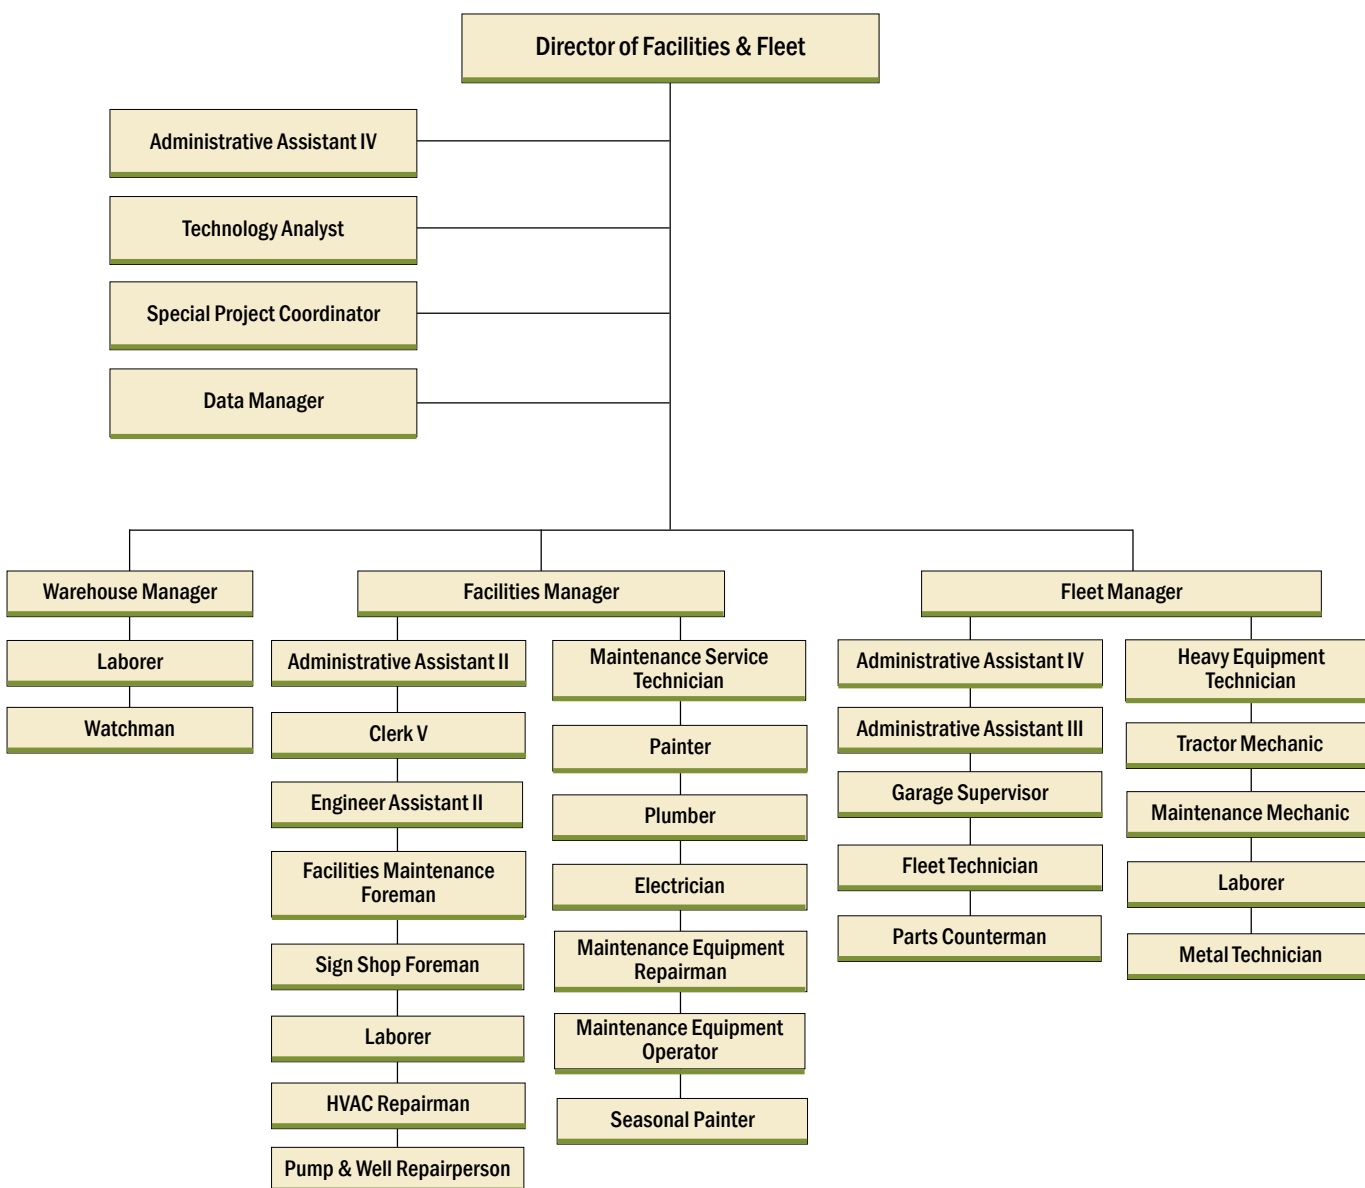 Director of Facilities & Fleet
Administrative Assistant IV
Technology Analyst
Special Project Coordinator
Data Manager
Warehouse Manager
Laborer
Watchman
Facilities Manager
Administrative Assistant II
Clerk V
Engineer Assistant II
Facilities Maintenance
Foreman
Sign Shop Foreman
Laborer
HVAC Repairman
Pump & Well Repairperson
Maintenance Service
Technician
Painter
Plumber
Electrician
Maintenance Equipment
Repairman
Maintenance Equipment
Operator
Seasonal Painter
Fleet Manager
Administrative Assistant IV
Administrative Assistant III
Garage Supervisor
Fleet Technician
Parts Counterman
Heavy Equipment
Technician
Tractor Mechanic
Maintenance Mechanic
Laborer
Metal Technician